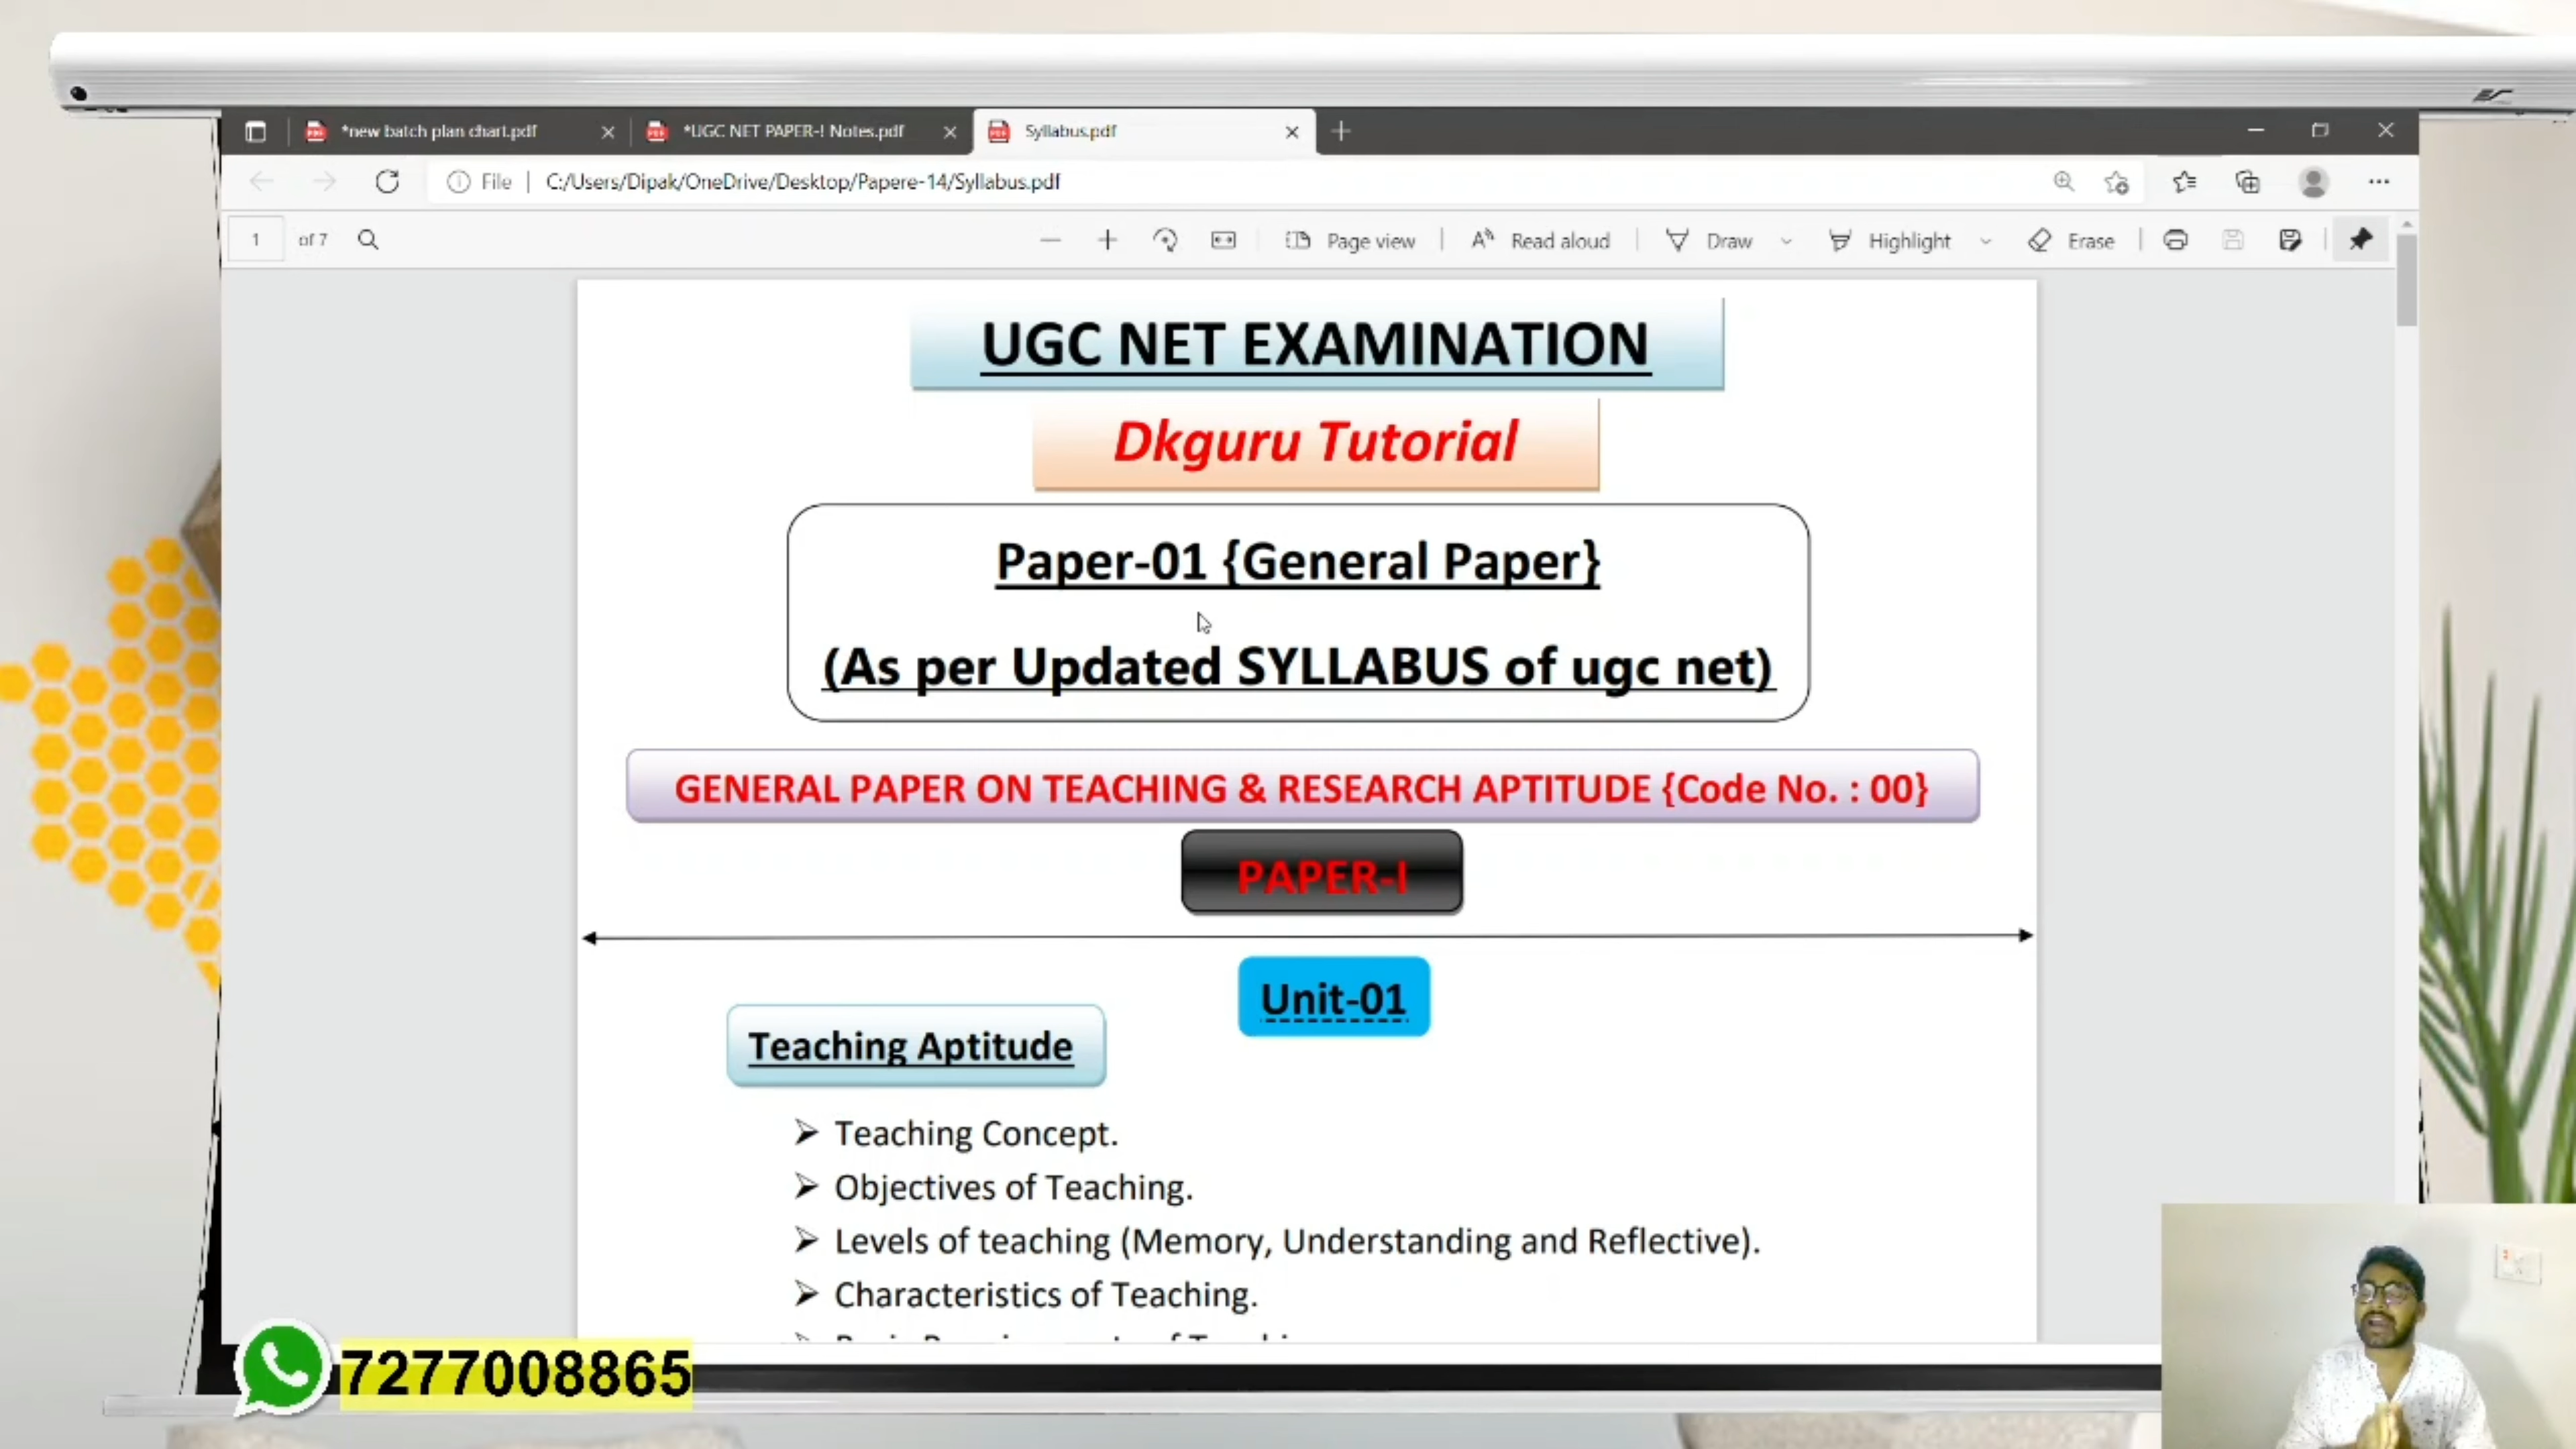 *new batch plan chart.pdf
*UGC NET PAPER-! Notes.pdf
Syllabus.pdf
File
C:/Users/Dipak/OneDrive/Desktop/Papere-14/Syllabus.pdf
1 of 7
Page view
Read aloud
Draw
Highlight
Erase
UGC NET EXAMINATION
Dkguru Tutorial
Paper-01 {General Paper}
(As per Updated SYLLABUS of ugc net)
GENERAL PAPER ON TEACHING & RESEARCH APTITUDE {Code No. : 00}
PAPER-I
Unit-01
Teaching Aptitude
➢ Teaching Concept.
➢ Objectives of Teaching.
➢ Levels of teaching (Memory, Understanding and Reflective).
➢ Characteristics of Teaching.
7277008865